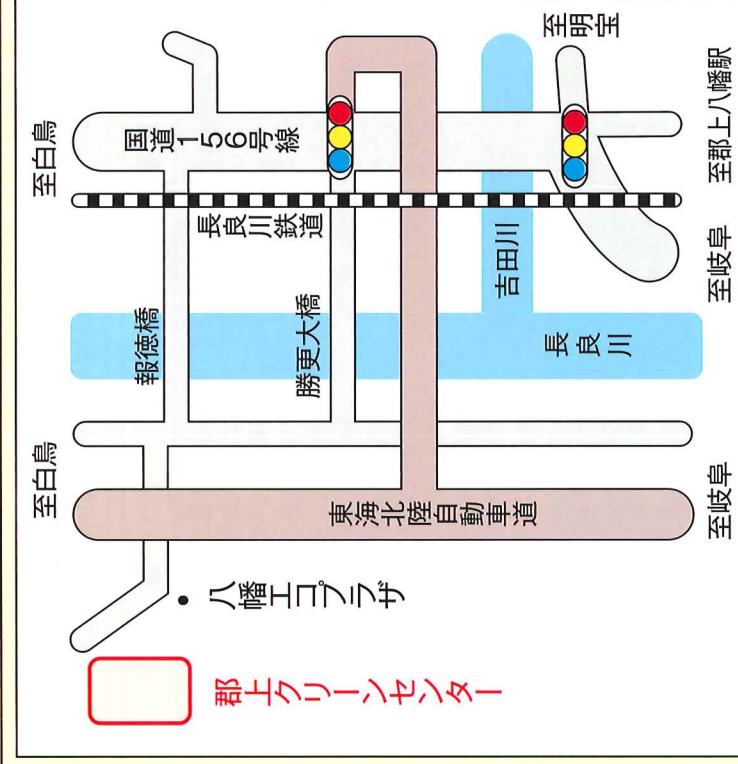 至白鳥
国道156号線
長良川鉄道
至明宝
至郡上八幡駅
至岐阜
吉田川
報徳橋
勝更大橋
長良川
至白鳥
東海北陸自動車道
至岐阜
八幡エコプラザ
郡上クリーンセンター